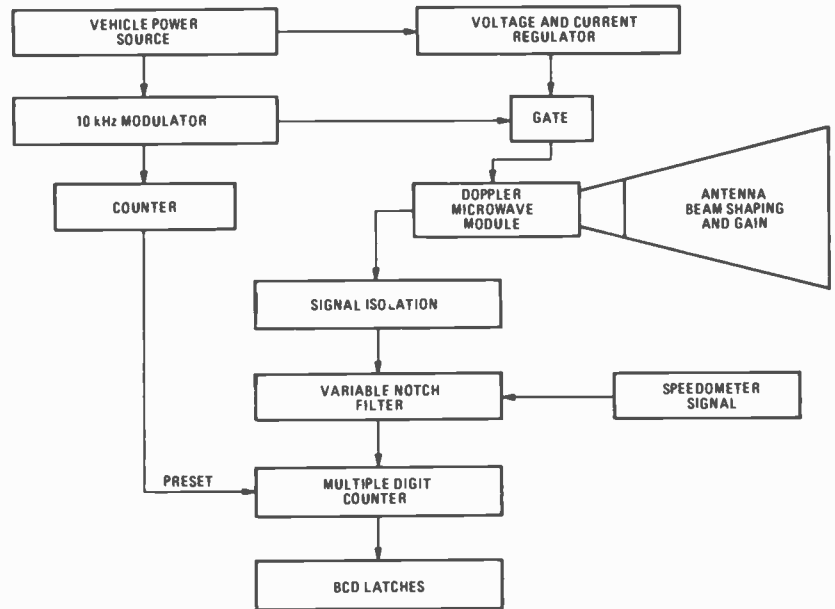 VEHICLE POWER
SOURCE
VOLTAGE AND CURRENT
REGULATOR
10 kHz MODULATOR
GATE
COUNTER
DOPPLER
MICROWAVE
MODULE
ANTENNA
BEAM SHAPING
AND GAIN
SIGNAL ISOLATION
VARIABLE NOTCH
FILTER
SPEEDOMETER
SIGNAL
PRESET
MULTIPLE DIGIT
COUNTER
BCD LATCHES